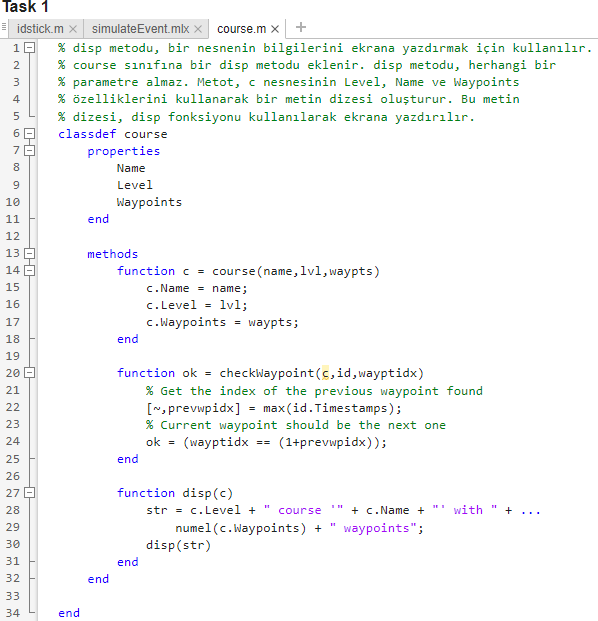 Task 1
idstick.m × simulateEvent.mlx × course.m × +
1 % disp metodu, bir nesnenin bilgilerini ekrana yazdırmak için kullanılır.
2 % course sınıfına bir disp metodu eklenir. disp metodu, herhangi bir
3 % parametre almaz. Metot, c nesnesinin Level, Name ve Waypoints
4 % özelliklerini kullanarak bir metin dizesi oluşturur. Bu metin
5 % dizesi, disp fonksiyonu kullanılarak ekrana yazdırılır.
6 classdef course
7 properties
8 Name
9 Level
10 Waypoints
11 end
12
13 methods
14 function c = course(name,lvl,waypts)
15 c.Name = name;
16 c.Level = lvl;
17 c.Waypoints = waypts;
18 end
19
20 function ok = checkWaypoint(c,id,wayptidx)
21 % Get the index of the previous waypoint found
22 [~,prevwpidx] = max(id.Timestamps);
23 % Current waypoint should be the next one
24 ok = (wayptidx == (1+prevwpidx));
25 end
26
27 function disp(c)
28 str = c.Level + " course '" + c.Name + "' with " + ...
29 numel(c.Waypoints) + " waypoints";
30 disp(str)
31 end
32 end
33
34 end